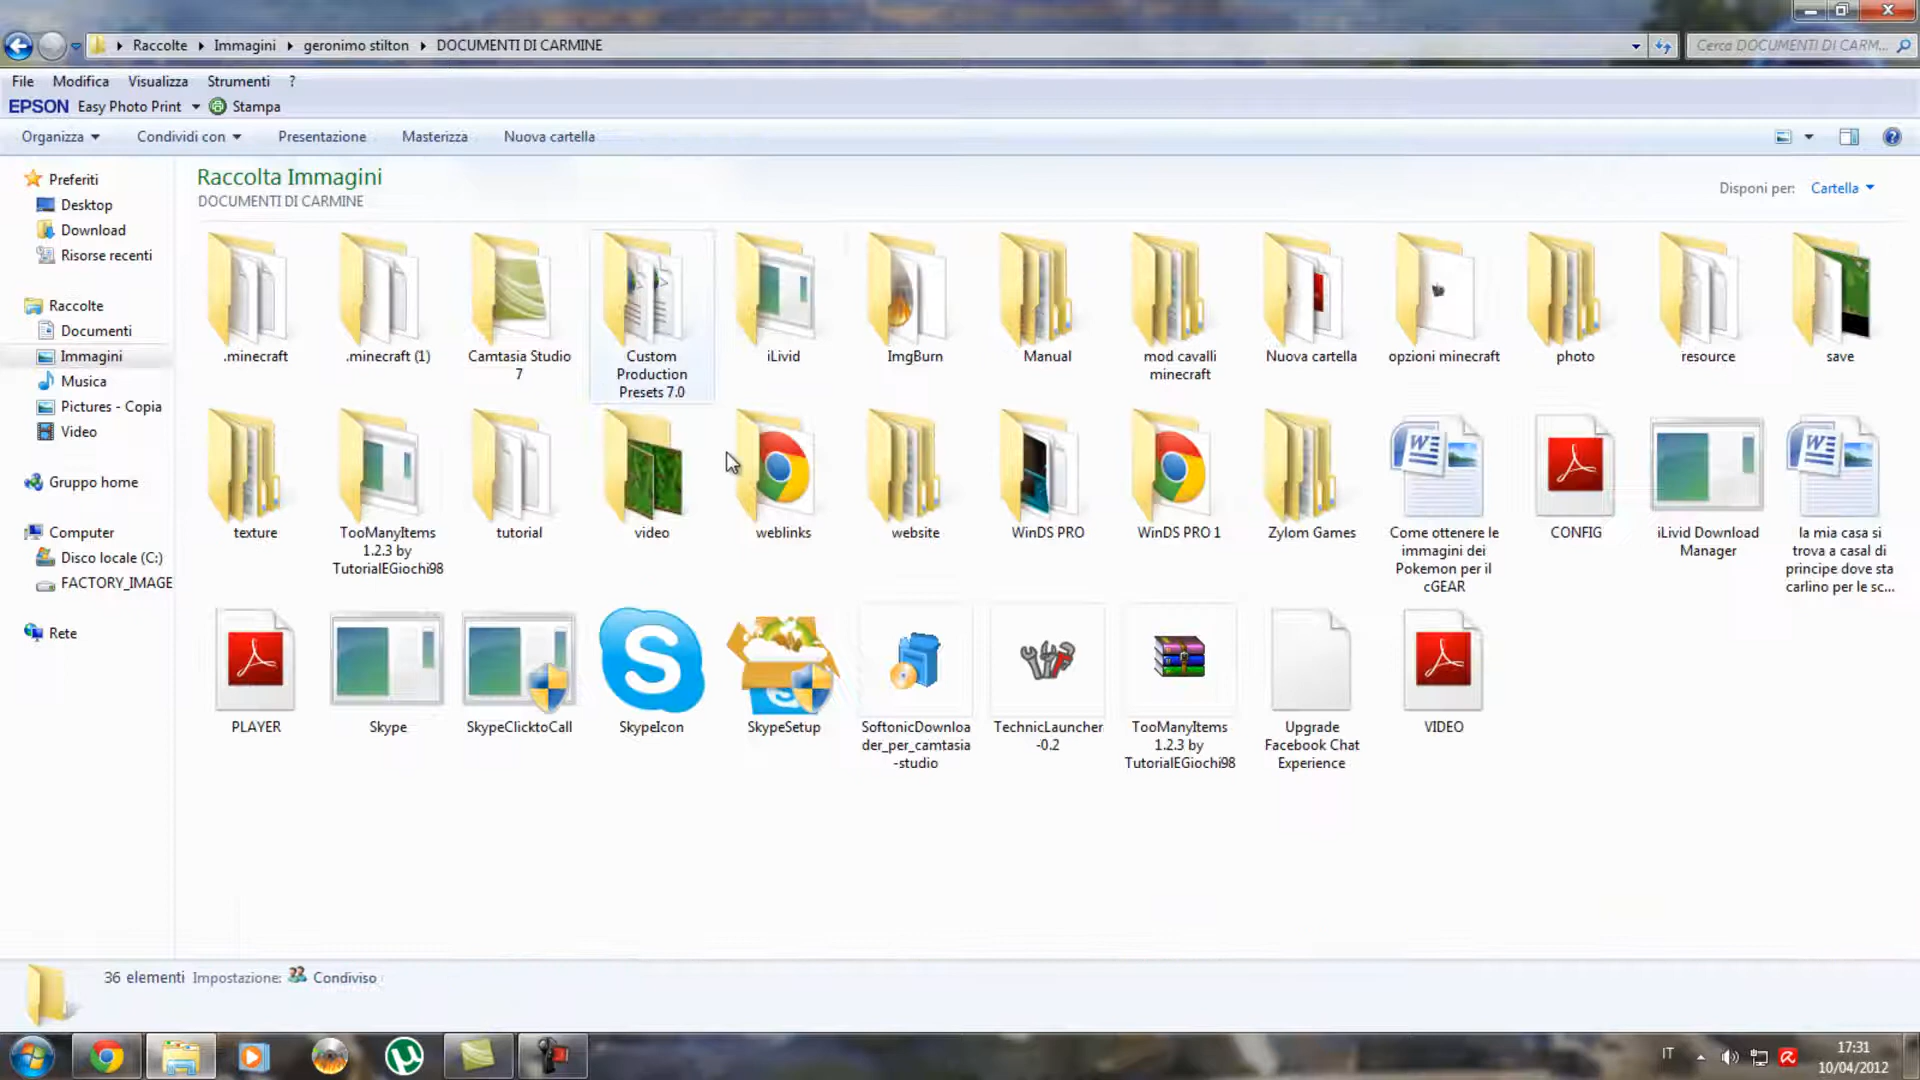 Raccolte Immagini geronimo stilton DOCUMENTI DI CARMINE Cerca DOCUMENTI DI CARM...
File Modifica Visualizza Strumenti ?
EPSON Easy Photo Print Stampa
Organizza Condividi con Presentazione Masterizza Nuova cartella
Preferiti
Desktop
Download
Risorse recenti
Raccolte
Documenti
Immagini
Musica
Pictures - Copia
Video
Gruppo home
Computer
Disco locale (C:)
FACTORY_IMAGE
Rete
Raccolta Immagini
DOCUMENTI DI CARMINE
Disponi per: Cartella
.minecraft
.minecraft (1)
Camtasia Studio
7
Custom
Production
Presets 7.0
iLivid
ImgBurn
Manual
mod cavalli
minecraft
Nuova cartella
opzioni minecraft
photo
resource
save
texture
TooManyItems
1.2.3 by
TutorialEGiochi98
tutorial
video
weblinks
website
WinDS PRO
WinDS PRO 1
Zylom Games
Come ottenere le
immagini dei
Pokemon per il
cGEAR
CONFIG
iLivid Download
Manager
la mia casa si
trova a casal di
principe dove sta
carlino per le sc...
PLAYER
Skype
SkypeClicktoCall
SkypeIcon
SkypeSetup
SoftonicDownloa
der_per_camtasia
-studio
TechnicLauncher
-0.2
TooManyItems
1.2.3 by
TutorialEGiochi98
Upgrade
Facebook Chat
Experience
VIDEO
36 elementi Impostazione: Condiviso
IT
17:31
10/04/2012